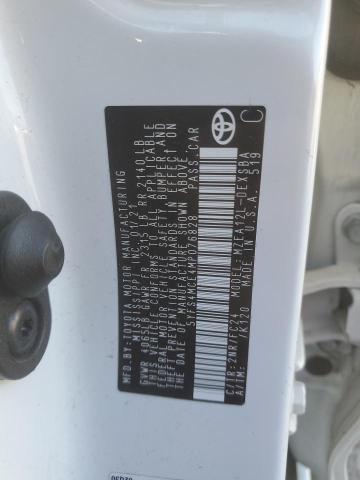 MFD.BY:TOYOTA MOTOR MANUFACTURING
MISSISSIPPI, INC. 01/21
GVWR 4065LB GAWR FR 2315 LB RR 2140 LB
THIS VEHICLE CONFORMS TO ALL APPLICABLE
FEDERAL MOTOR VEHICLE SAFETY, BUMPER, AND
THEFT PREVENTION STANDARDS IN EFFECT ON
THE DATE OF MANUFACTURE SHOWN ABOVE.
5YFS4MCE4MP076828 PASS.CAR
C/TR: 2NR/FC24 MODEL: MZEA12L-DEXSBA
A/TM: /K120 MADE IN U.S.A. 519
TOYOTA
C